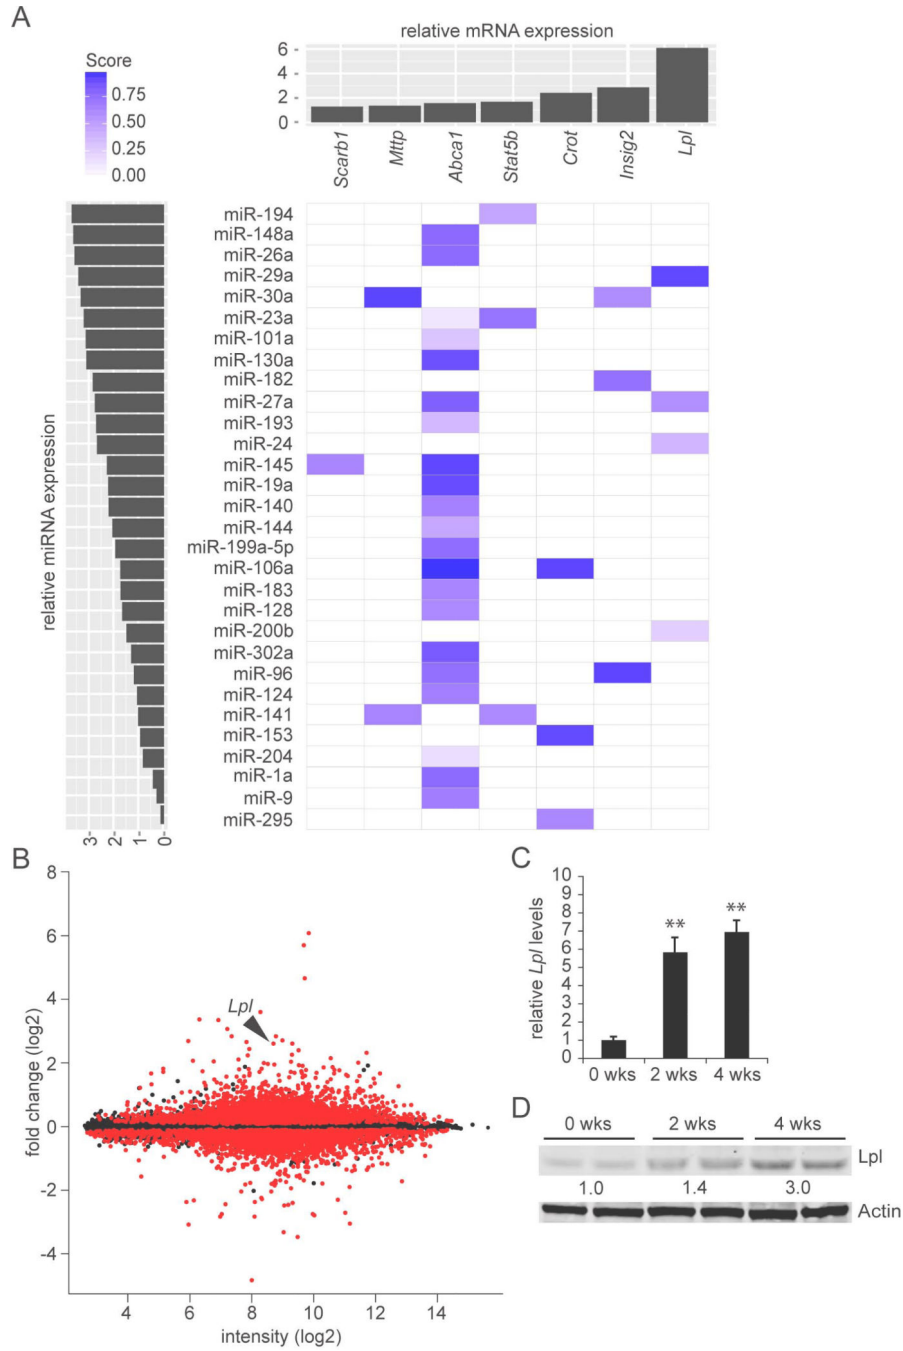 A
relative mRNA expression
Score
0.75
0.50
0.25
0.00
6
4
2
0
Scarb1
Mttp
Abca1
Stat5b
Crot
Insig2
Lpl
relative miRNA expression
miR-194
miR-148a
miR-26a
miR-29a
miR-30a
miR-23a
miR-101a
miR-130a
miR-182
miR-27a
miR-193
miR-24
miR-145
miR-19a
miR-140
miR-144
miR-199a-5p
miR-106a
miR-183
miR-128
miR-200b
miR-302a
miR-96
miR-124
miR-141
miR-153
miR-204
miR-1a
miR-9
miR-295
3 2 1 0
B
fold change (log2)
8
6
4
2
0
-2
-4
Lpl
4 6 8 10 12 14
intensity (log2)
C
relative Lpl levels
10
9
8
7
6
5
4
3
2
1
0
**
**
0 wks 2 wks 4 wks
D
0 wks 2 wks 4 wks
Lpl
1.0 1.4 3.0
Actin